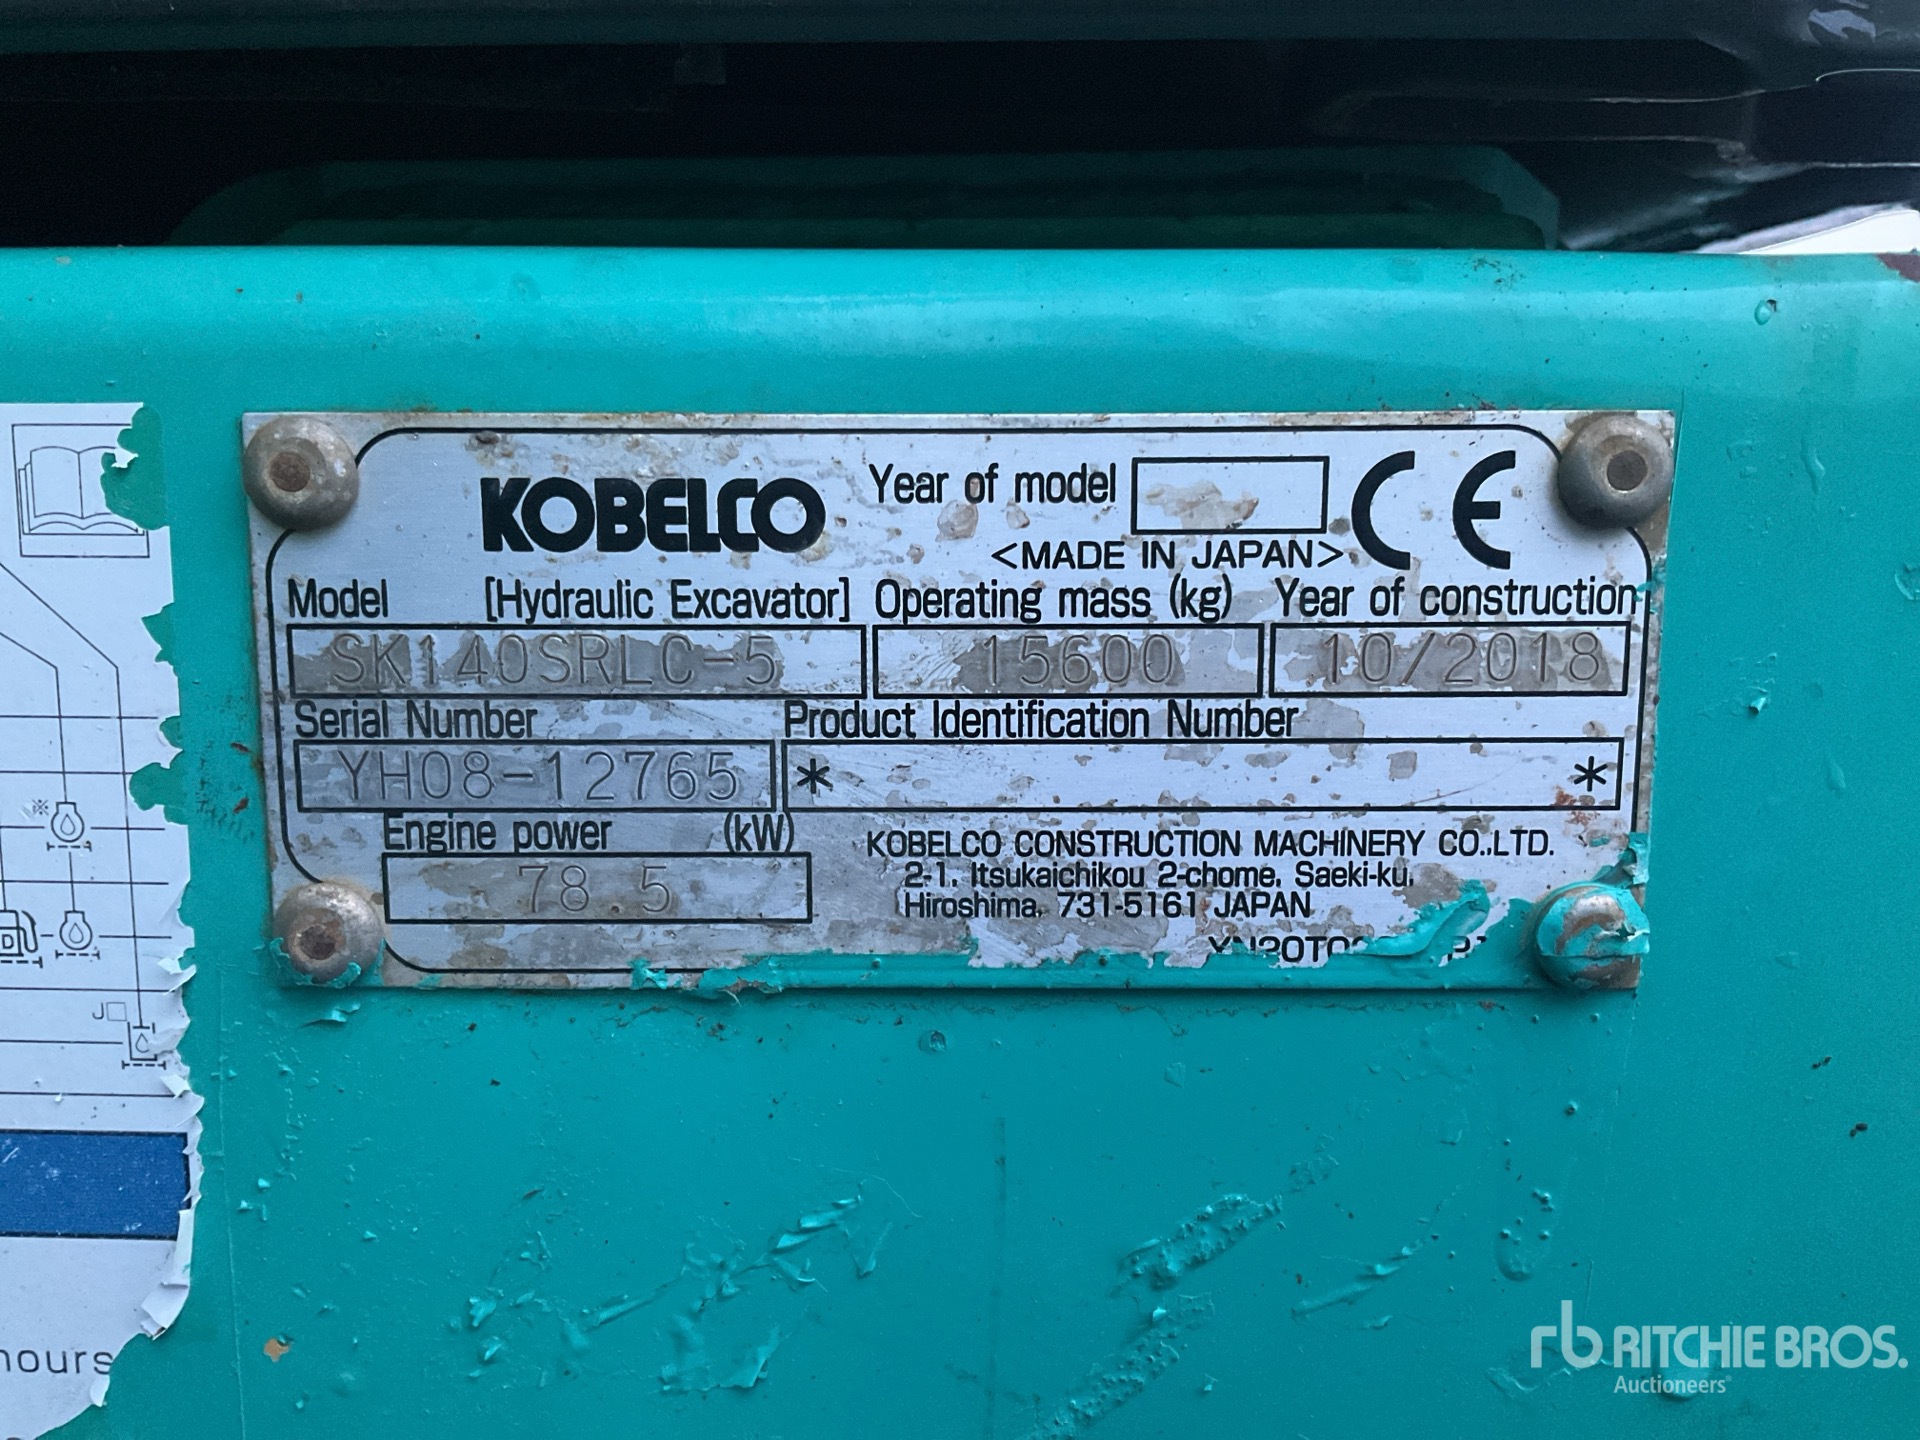 KOBELCO
Year of model
CE
<MADE IN JAPAN>
Model [Hydraulic Excavator] Operating mass (kg) Year of construction
SK140SRLC-5 15600 10/2018
Serial Number Product Identification Number
YH08-12765 * *
Engine power (kW)
78.5
KOBELCO CONSTRUCTION MACHINERY CO.,LTD.
2-1, Itsukaichikou 2-chome, Saeki-ku,
Hiroshima, 731-5161 JAPAN
J
hours
rb RITCHIE BROS.
Auctioneers